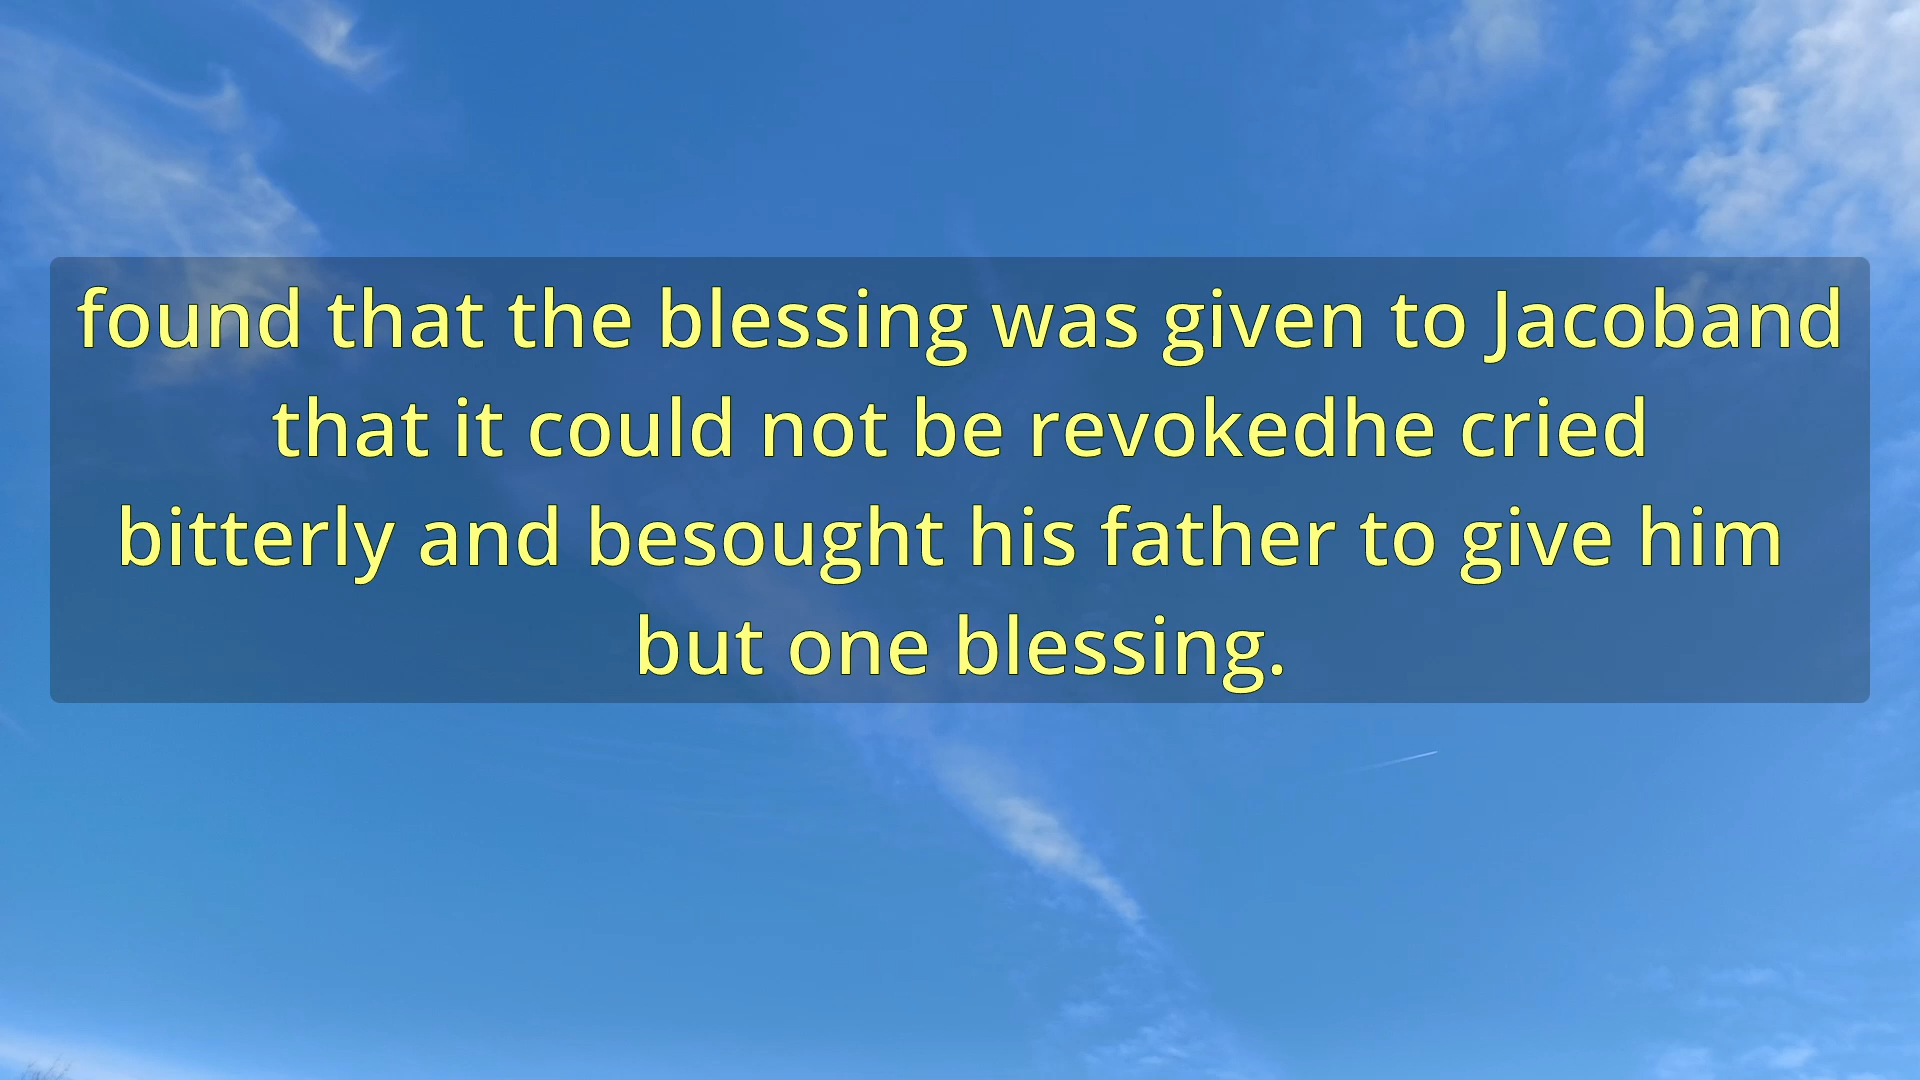 found that the blessing was given to Jacoband
that it could not be revokedhe cried
bitterly and besought his father to give him
but one blessing.